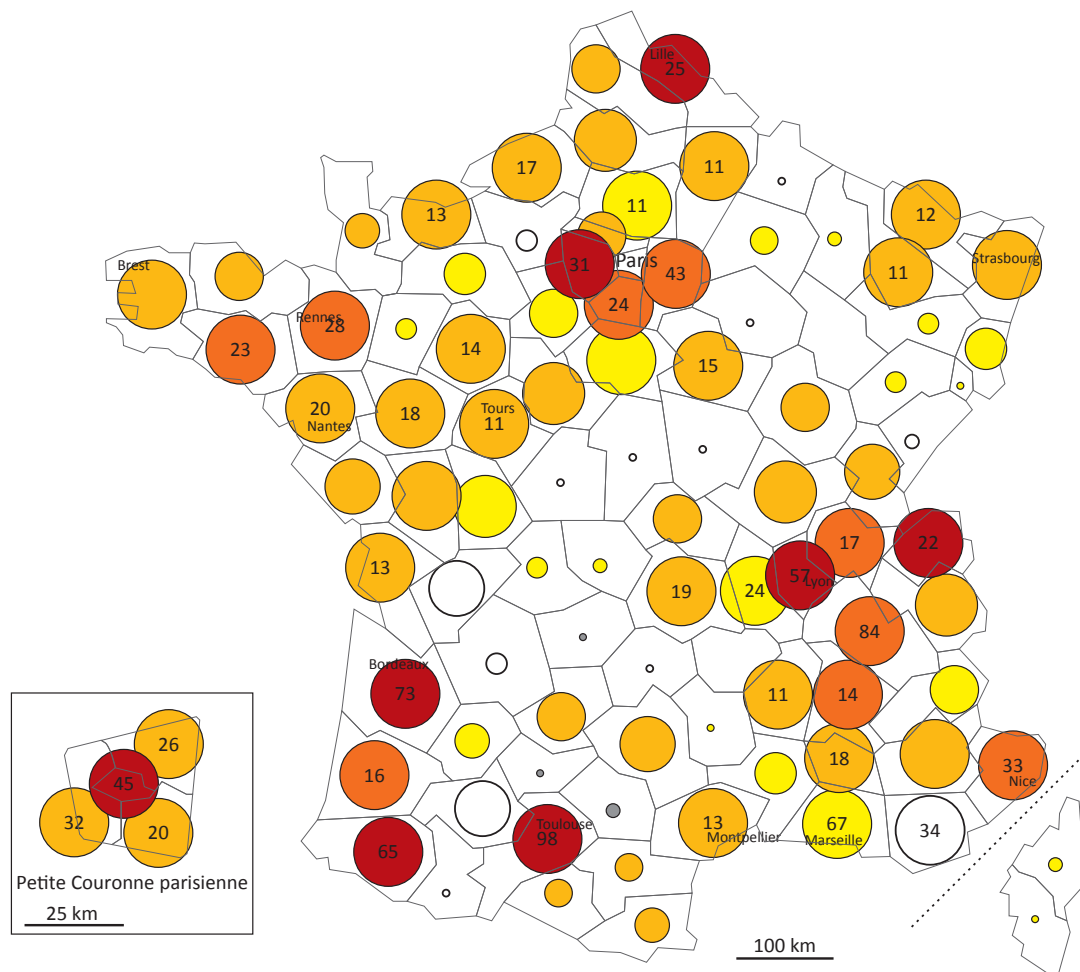 Lille
25
17
11
11
13
12
Brest
31
Paris
43
11
Strasbourg
24
Rennes
28
23
14
15
20
Nantes
18
Tours
11
17
22
13
57
Lyon
19
24
84
Bordeaux
73
11
14
26
45
32
20
Petite Couronne parisienne
25 km
16
18
33
Nice
65
Toulouse
98
13
Montpellier
67
Marseille
34
100 km